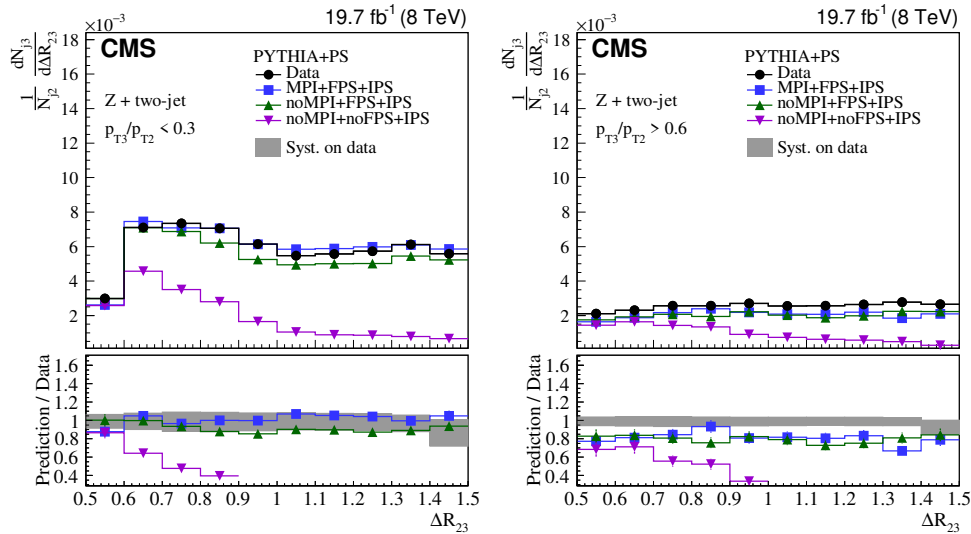 ×10⁻³ 19.7 fb⁻¹ (8 TeV)
CMS
PYTHIA+PS
Data
MPI+FPS+IPS
noMPI+FPS+IPS
noMPI+noFPS+IPS
Syst. on data
Z + two-jet
p_T3/p_T2 < 0.3
1/N_j2 dN_j3/dΔR_23
18
16
14
12
10
8
6
4
2
Prediction / Data
1.6
1.4
1.2
1
0.8
0.6
0.4
0.5 0.6 0.7 0.8 0.9 1 1.1 1.2 1.3 1.4 1.5
ΔR_23
×10⁻³ 19.7 fb⁻¹ (8 TeV)
CMS
PYTHIA+PS
Data
MPI+FPS+IPS
noMPI+FPS+IPS
noMPI+noFPS+IPS
Syst. on data
Z + two-jet
p_T3/p_T2 > 0.6
1/N_j2 dN_j3/dΔR_23
18
16
14
12
10
8
6
4
2
Prediction / Data
1.6
1.4
1.2
1
0.8
0.6
0.4
0.5 0.6 0.7 0.8 0.9 1 1.1 1.2 1.3 1.4 1.5
ΔR_23